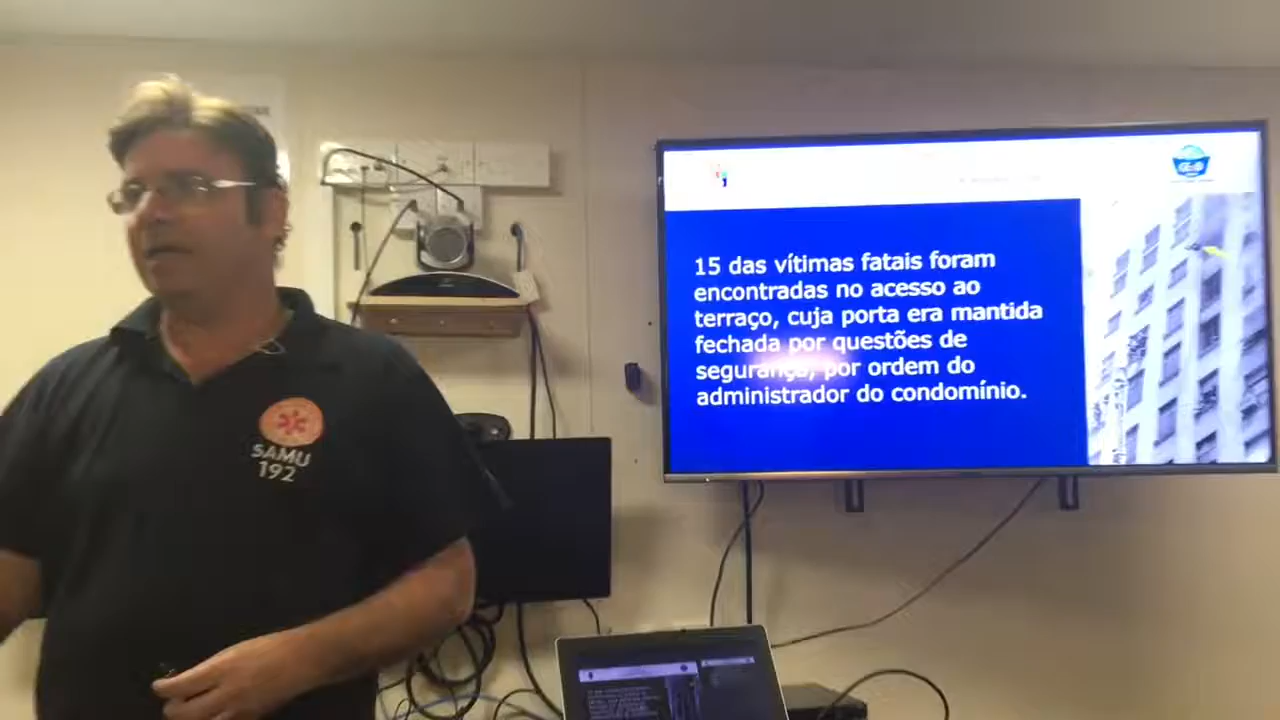 15 das vítimas fatais foram
encontradas no acesso ao
terraço, cuja porta era mantida
fechada por questões de
segurança, por ordem do
administrador do condomínio.
SAMU
192